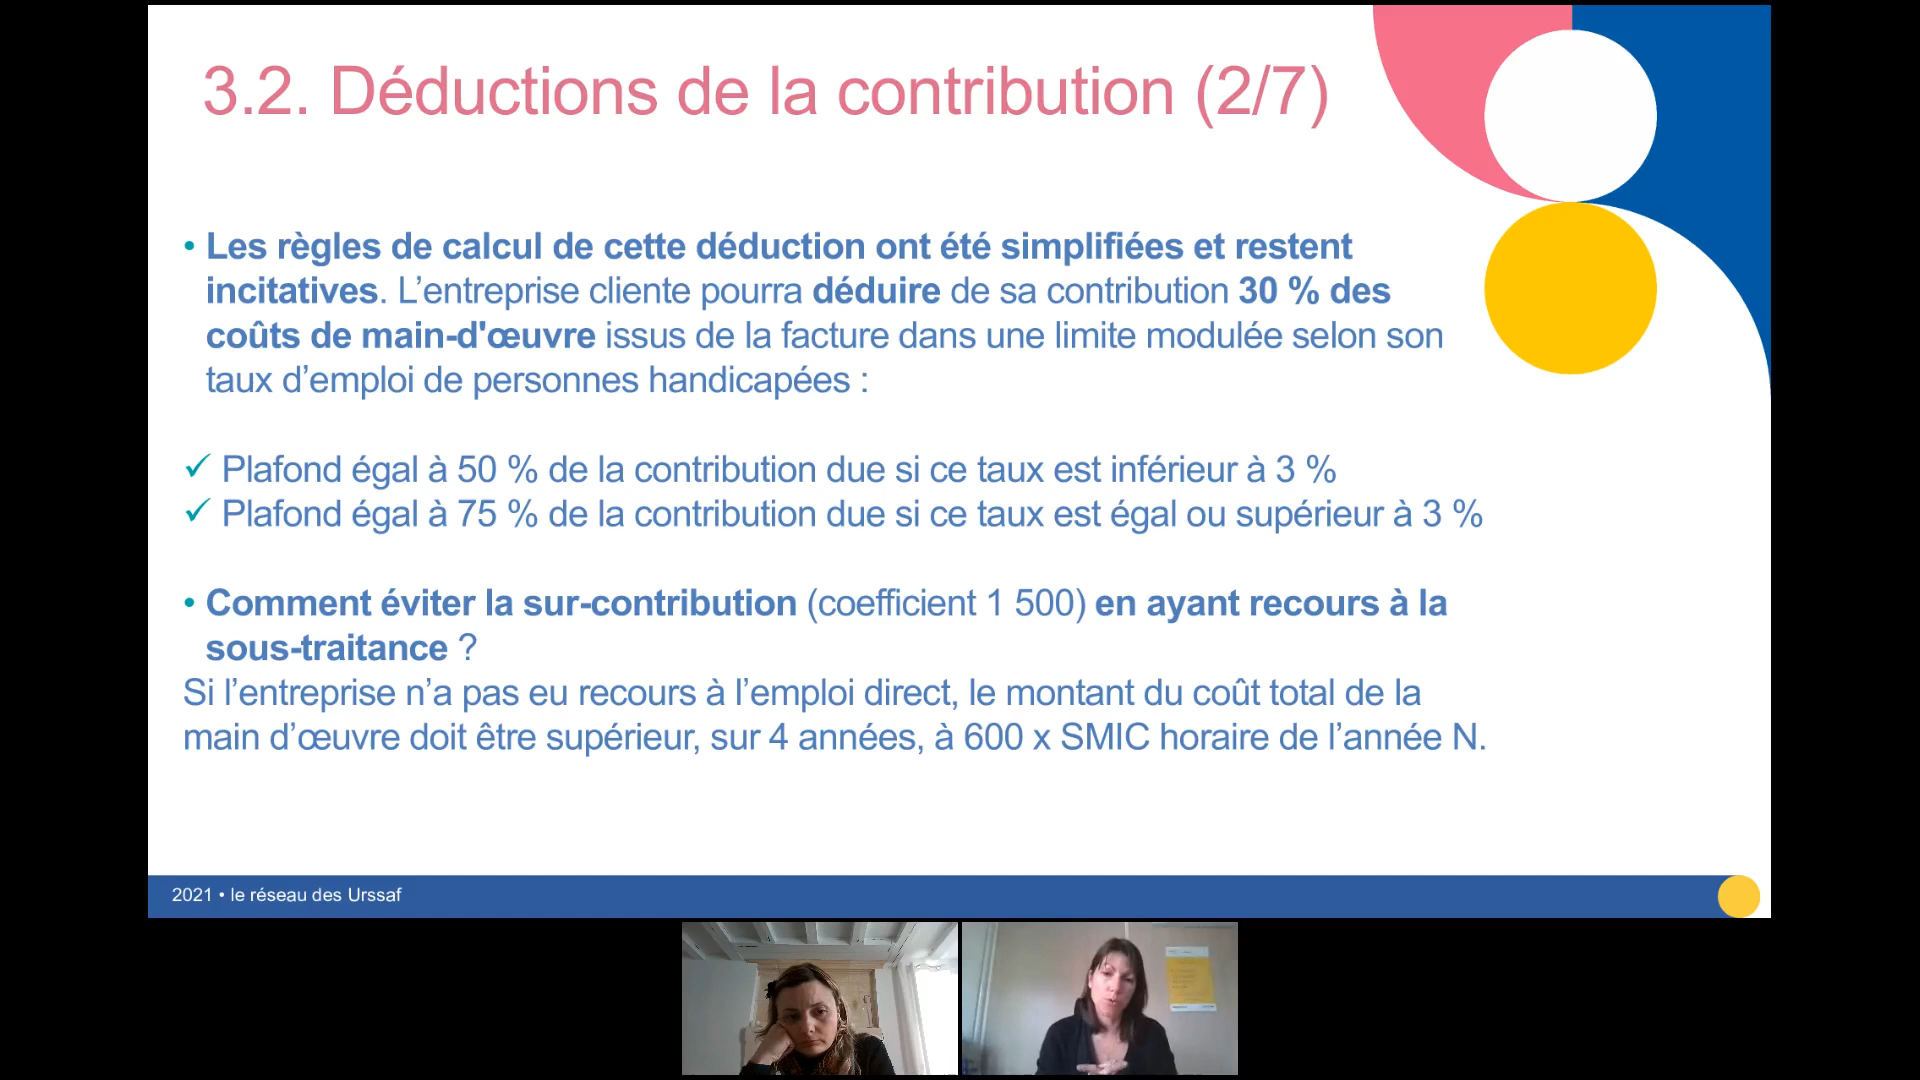 3.2. Déductions de la contribution (2/7)
• Les règles de calcul de cette déduction ont été simplifiées et restent
incitatives. L’entreprise cliente pourra déduire de sa contribution 30 % des
coûts de main-d'œuvre issus de la facture dans une limite modulée selon son
taux d’emploi de personnes handicapées :
✓ Plafond égal à 50 % de la contribution due si ce taux est inférieur à 3 %
✓ Plafond égal à 75 % de la contribution due si ce taux est égal ou supérieur à 3 %
• Comment éviter la sur-contribution (coefficient 1 500) en ayant recours à la
sous-traitance ?
Si l’entreprise n’a pas eu recours à l’emploi direct, le montant du coût total de la
main d’œuvre doit être supérieur, sur 4 années, à 600 x SMIC horaire de l’année N.
2021 • le réseau des Urssaf